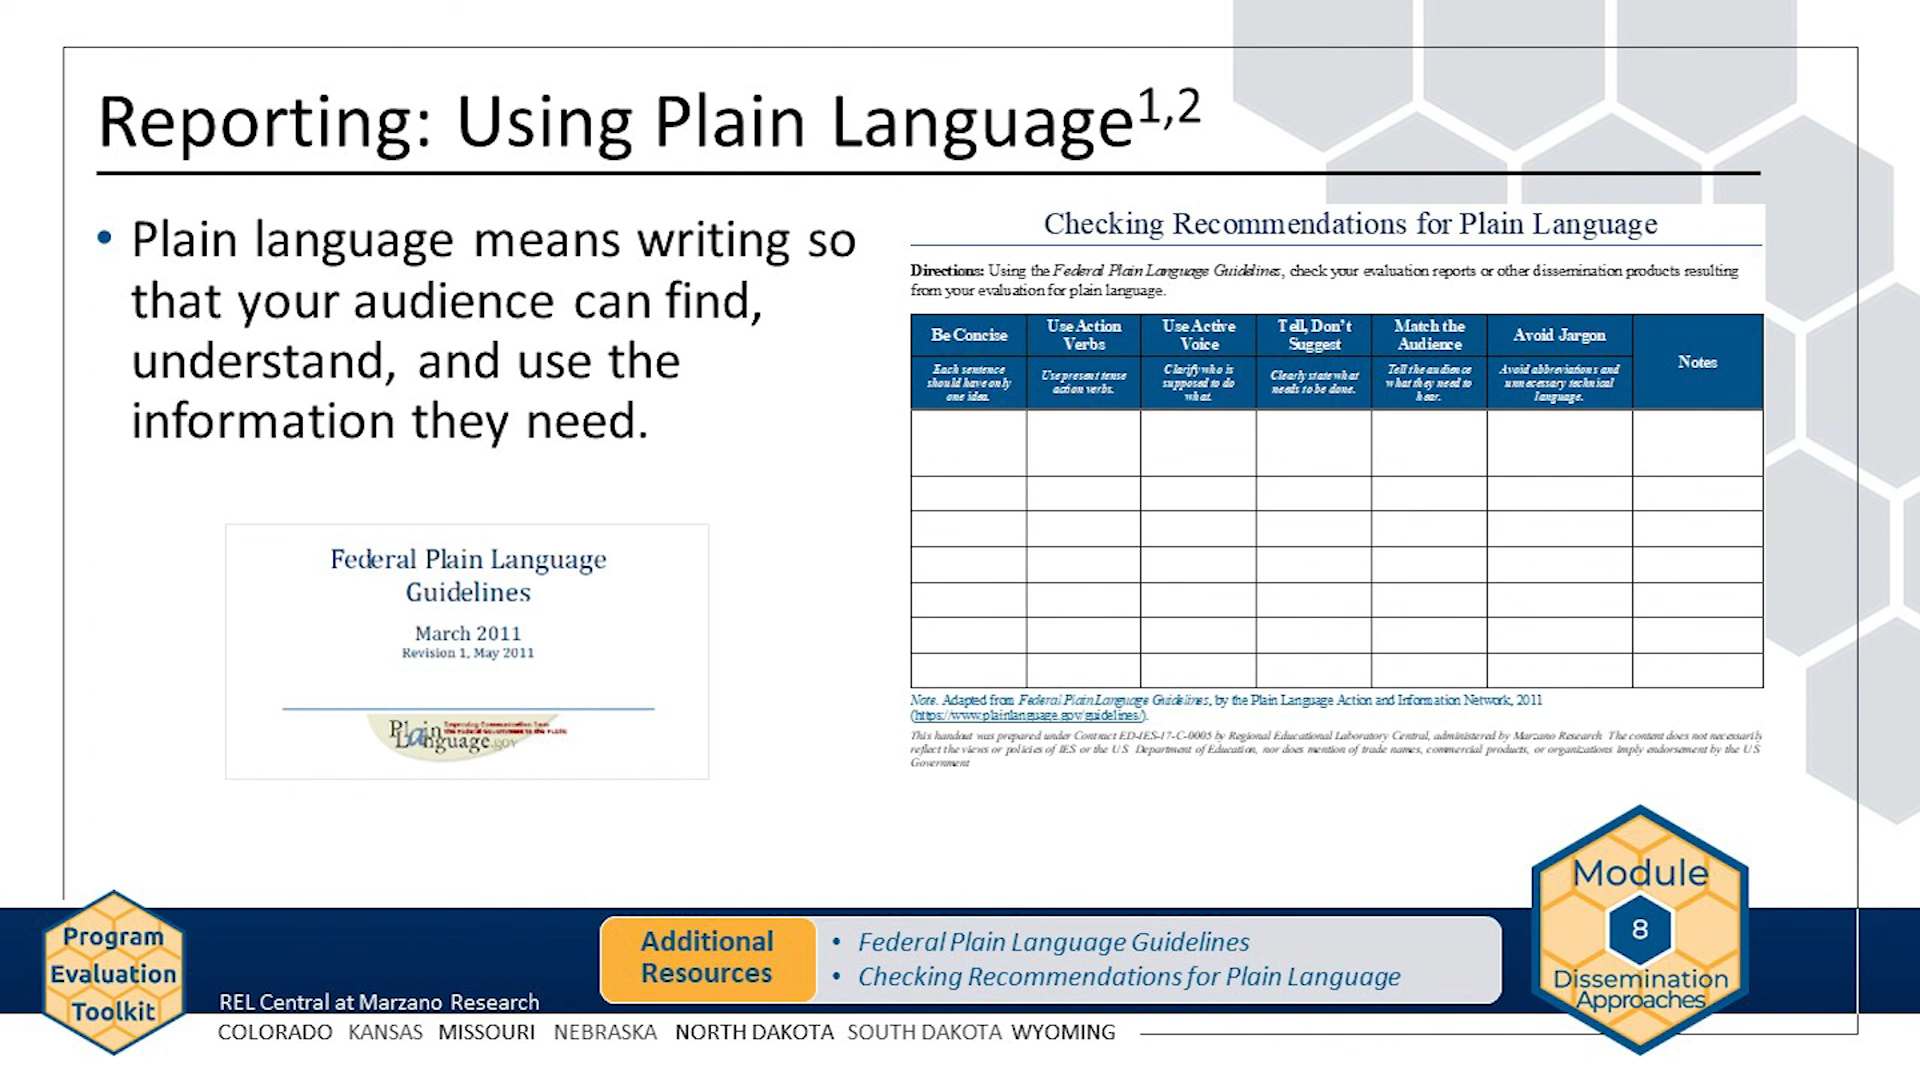 Reporting: Using Plain Language1,2
• Plain language means writing so
that your audience can find,
understand, and use the
information they need.
Federal Plain Language
Guidelines
March 2011
Revision 1, May 2011
Plain
Language.gov
Improving Communication from
the Federal Government to the Public
Checking Recommendations for Plain Language
Directions: Using the Federal Plain Language Guidelines, check your evaluation reports or other dissemination products resulting
from your evaluation for plain language.
Be Concise
Each sentence
should have only
one idea.
Use Action
Verbs
Use present tense
action verbs.
Use Active
Voice
Clarify who is
supposed to do
what.
Tell, Don't
Suggest
Clearly state what
needs to be done.
Match the
Audience
Tell the audience
what they need to
hear.
Avoid Jargon
Avoid abbreviations and
unnecessary technical
language.
Notes
Note. Adapted from Federal Plain Language Guidelines, by the Plain Language Action and Information Network, 2011
(https://www.plainlanguage.gov/guidelines/).
This handout was prepared under Contract ED-IES-17-C-0005 by Regional Educational Laboratory Central, administered by Marzano Research. The content does not necessarily
reflect the views or policies of IES or the U.S. Department of Education, nor does mention of trade names, commercial products, or organizations imply endorsement by the U.S.
Government
Program
Evaluation
Toolkit
REL Central at Marzano Research
COLORADO KANSAS MISSOURI NEBRASKA NORTH DAKOTA SOUTH DAKOTA WYOMING
Additional
Resources
• Federal Plain Language Guidelines
• Checking Recommendations for Plain Language
Module
8
Dissemination
Approaches